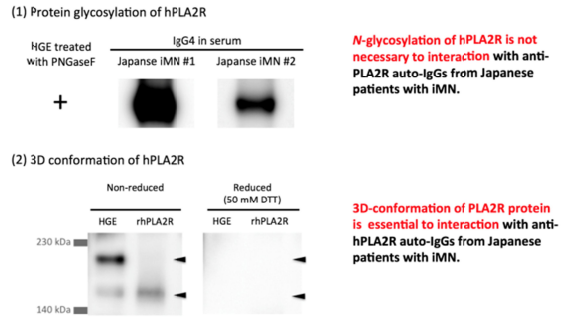 (1) Protein glycosylation of hPLA2R
HGE treated
with PNGaseF
IgG4 in serum
Japanse iMN #1
Japanse iMN #2
+
N-glycosylation of hPLA2R is not
necessary to interaction with anti-
PLA2R auto-IgGs from Japanese
patients with iMN.
(2) 3D conformation of hPLA2R
Non-reduced
Reduced
(50 mM DTT)
HGE
rhPLA2R
HGE
rhPLA2R
230 kDa
140 kDa
3D-conformation of PLA2R protein
is essential to interaction with anti-
hPLA2R auto-IgGs from Japanese
patients with iMN.